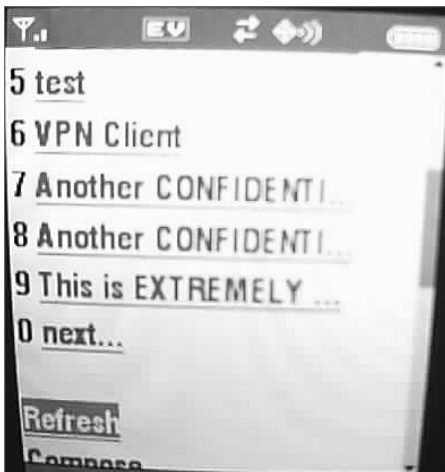 EV
5 test
6 VPN Client
7 Another CONFIDENTI...
8 Another CONFIDENTI...
9 This is EXTREMELY ...
0 next...
Refresh
Compose